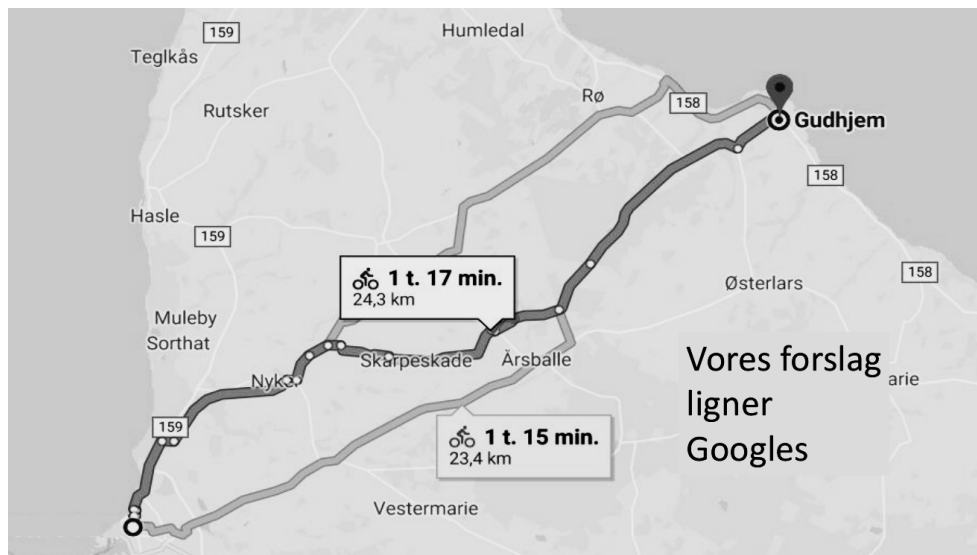 Humledal
159
Teglkås
Rø
158
Rutsker
Gudhjem
158
Hasle
159
158
1 t. 17 min.
24,3 km
Østerlars
Muleby
Sorthat
Skarpeskade
Årsballe
Nyker
arie
Vores forslag
ligner
Googles
159
1 t. 15 min.
23,4 km
Vestermarie